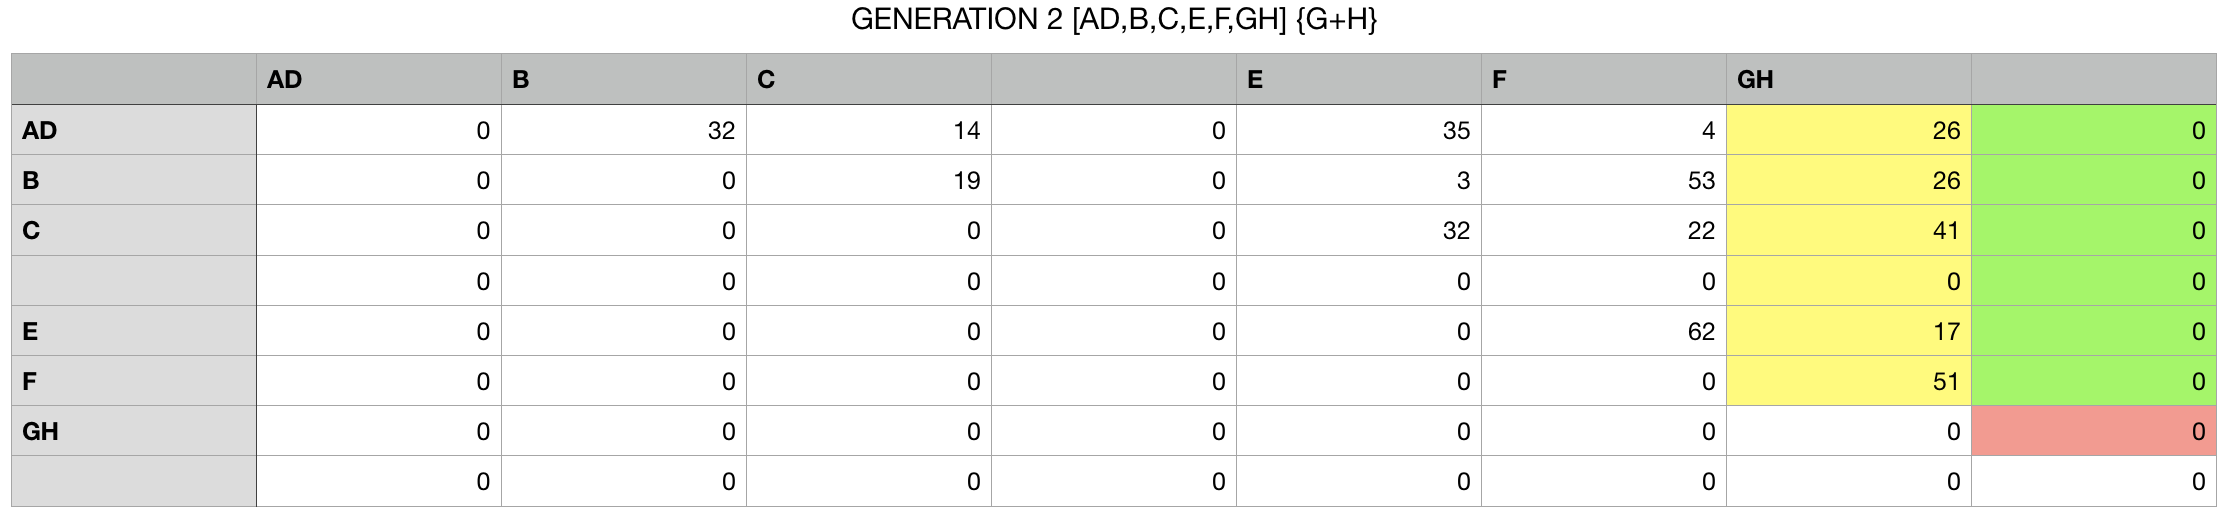 GENERATION 2 [AD,B,C,E,F,GH] {G+H}
AD B C E F GH
AD 0 32 14 0 35 4 26 0
B 0 0 19 0 3 53 26 0
C 0 0 0 0 32 22 41 0
0 0 0 0 0 0 0 0
E 0 0 0 0 0 62 17 0
F 0 0 0 0 0 0 51 0
GH 0 0 0 0 0 0 0 0
0 0 0 0 0 0 0 0